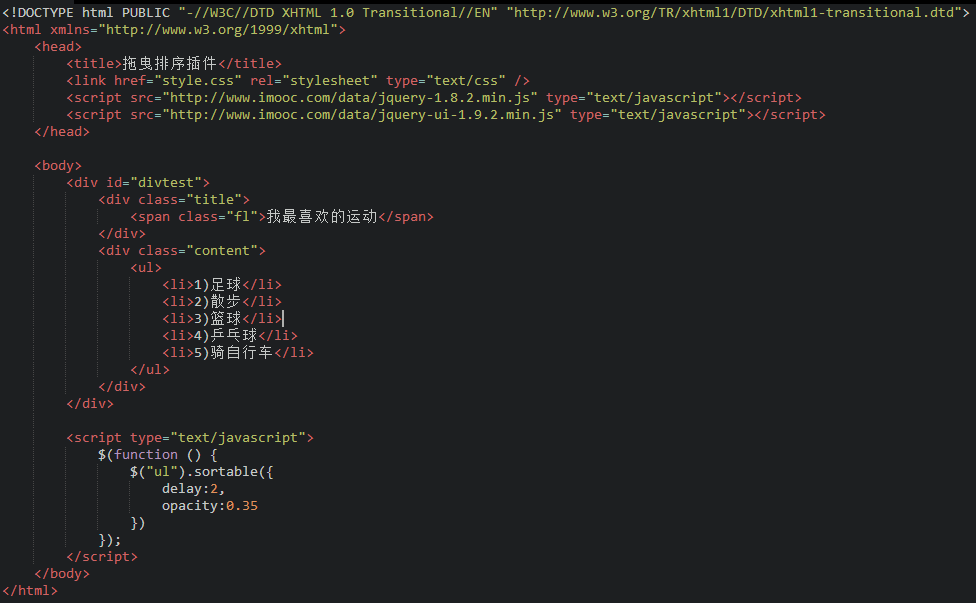 <!DOCTYPE html PUBLIC "-//W3C//DTD XHTML 1.0 Transitional//EN" "http://www.w3.org/TR/xhtml1/DTD/xhtml1-transitional.dtd">
<html xmlns="http://www.w3.org/1999/xhtml">
    <head>
        <title>拖曳排序插件</title>
        <link href="style.css" rel="stylesheet" type="text/css" />
        <script src="http://www.imooc.com/data/jquery-1.8.2.min.js" type="text/javascript"></script>
        <script src="http://www.imooc.com/data/jquery-ui-1.9.2.min.js" type="text/javascript"></script>
    </head>

    <body>
        <div id="divtest">
            <div class="title">
                <span class="fl">我最喜欢的运动</span>
            </div>
            <div class="content">
                <ul>
                    <li>1)足球</li>
                    <li>2)散步</li>
                    <li>3)篮球</li>
                    <li>4)乒乓球</li>
                    <li>5)骑自行车</li>
                </ul>
            </div>
        </div>

        <script type="text/javascript">
            $(function () {
                $("ul").sortable({
                    delay:2,
                    opacity:0.35
                })
            });
        </script>
    </body>
</html>